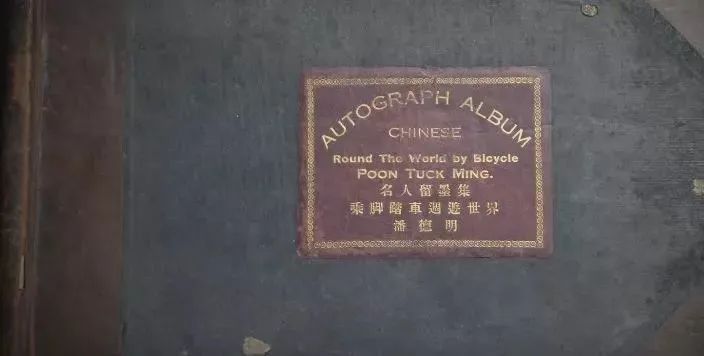 AUTOGRAPH ALBUM
CHINESE
Round The World by Bicycle
POON TUCK MING.
名人留墨集
乘脚踏車週遊世界
潘德明